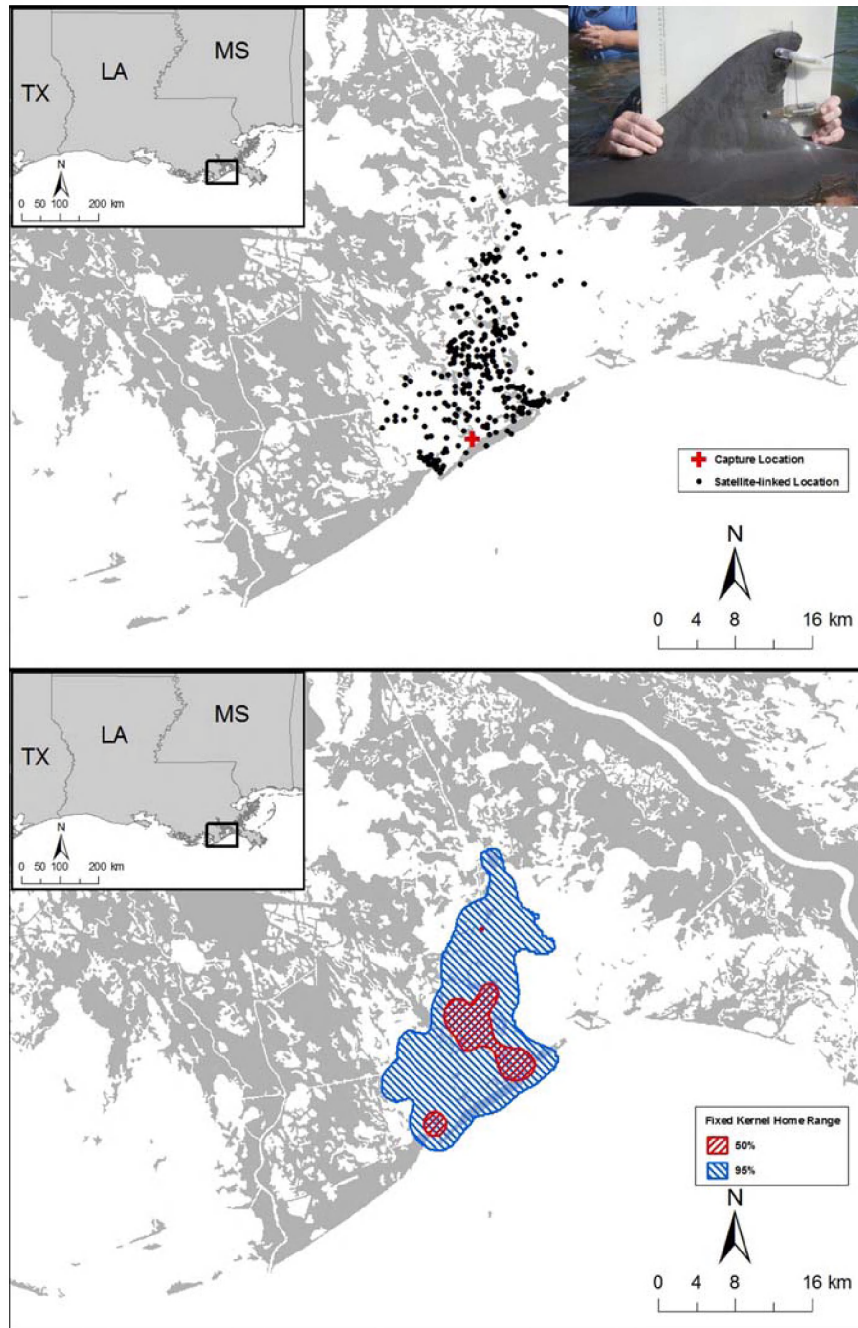 TX
LA
MS
N
0 50 100 200 km
Capture Location
Satellite-linked Location
N
0 4 8 16 km
TX
LA
MS
N
0 50 100 200 km
Fixed Kernel Home Range
50%
95%
N
0 4 8 16 km